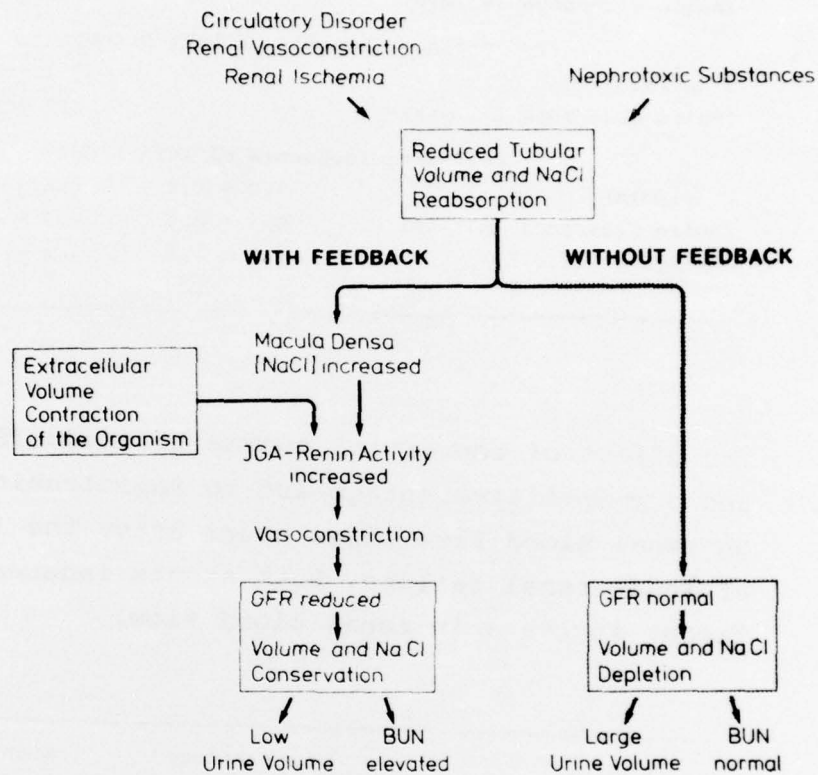 Circulatory Disorder
Renal Vasoconstriction
Renal Ischemia
Nephrotoxic Substances
Reduced Tubular
Volume and NaCl
Reabsorption
WITH FEEDBACK
WITHOUT FEEDBACK
Macula Densa
[NaCl] increased
Extracellular
Volume
Contraction
of the Organism
JGA-Renin Activity
increased
Vasoconstriction
GFR reduced
Volume and NaCl
Conservation
GFR normal
Volume and NaCl
Depletion
Low
Urine Volume
BUN
elevated
Large
Urine Volume
BUN
normal